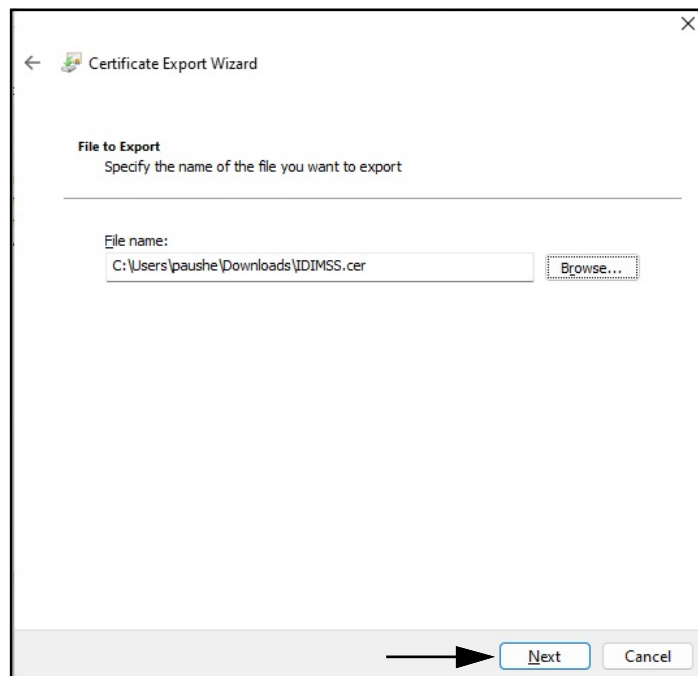 Certificate Export Wizard
File to Export
Specify the name of the file you want to export
File name:
C:\Users\paushe\Downloads\IDIMSS.cer
Browse...
Next
Cancel